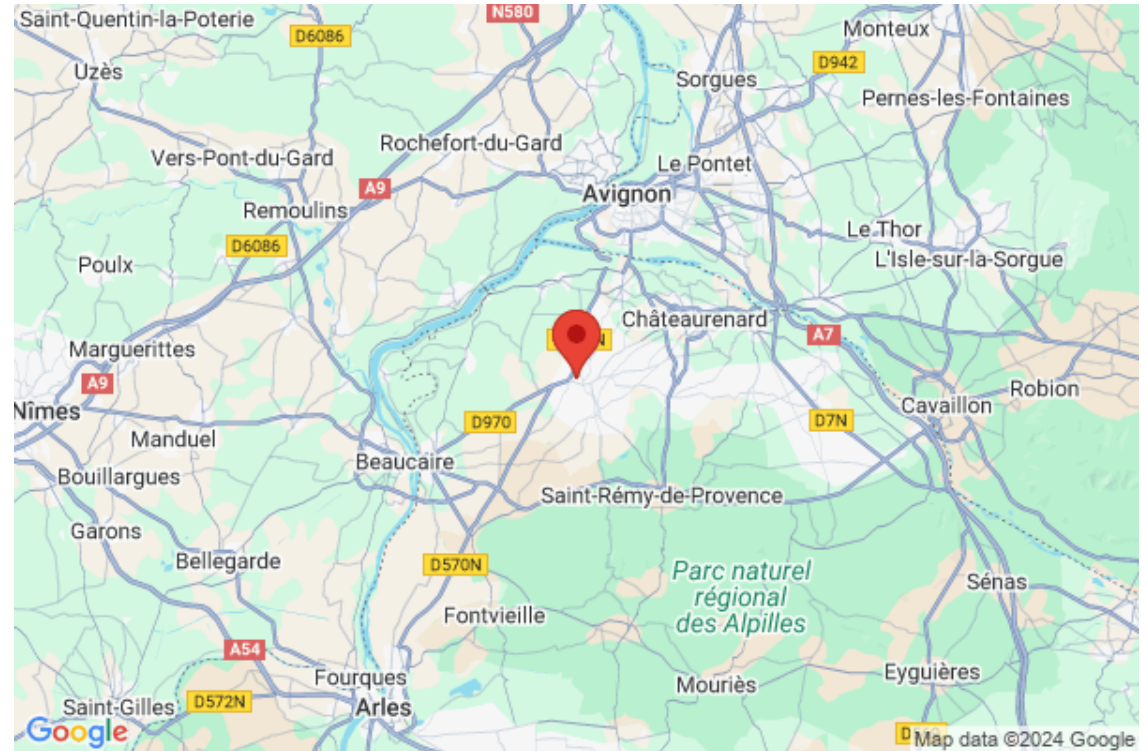 Saint-Quentin-la-Poterie
N580
D6086
Monteux
D942
Uzès
Sorgues
Pernes-les-Fontaines
Rochefort-du-Gard
Vers-Pont-du-Gard
Le Pontet
A9
Avignon
Remoulins
Le Thor
D6086
L'Isle-sur-la-Sorgue
Poulx
Châteaurenard
A7
Marguerittes
A9
Robion
Nîmes
Cavaillon
D970
D7N
Manduel
Beaucaire
Bouillargues
Saint-Rémy-de-Provence
Garons
Bellegarde
D570N
Parc naturel
régional
des Alpilles
Sénas
Fontvieille
A54
Fourques
Eyguières
Mouriès
D572N
Saint-Gilles
Arles
Google
Map data ©2024 Google